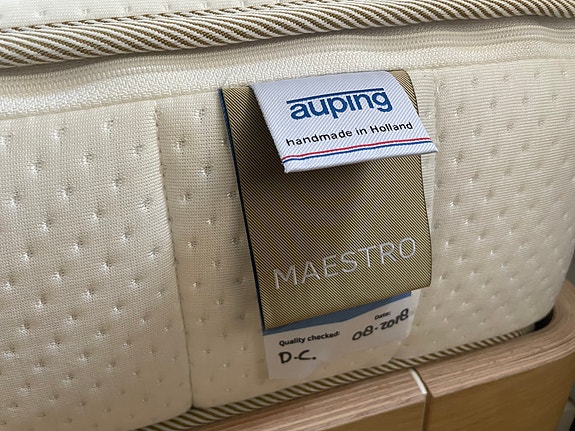 auping
handmade in Holland
MAESTRO
Quality checked: Date:
D.C. 08-2018